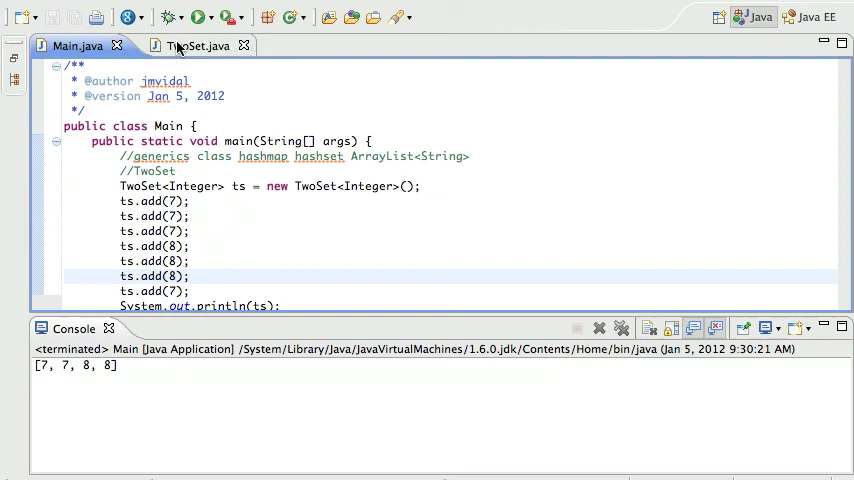 Java
Java EE
Main.java
TwoSet.java
/**
* @author jmvidal
* @version Jan 5, 2012
*/
public class Main {
public static void main(String[] args) {
//generics class hashmap hashset ArrayList<String>
//TwoSet
TwoSet<Integer> ts = new TwoSet<Integer>();
ts.add(7);
ts.add(7);
ts.add(7);
ts.add(8);
ts.add(8);
ts.add(8);
ts.add(7);
System.out.println(ts);
Console
<terminated> Main [Java Application] /System/Library/Java/JavaVirtualMachines/1.6.0.jdk/Contents/Home/bin/java (Jan 5, 2012 9:30:21 AM)
[7, 7, 8, 8]